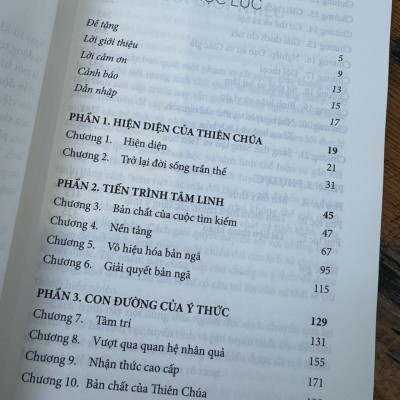 Đề tặng 5
Lời giới thiệu 9
Lời cảm ơn 13
Cảnh báo 15
Dẫn nhập 17
PHẦN 1. HIỆN DIỆN CỦA THIÊN CHÚA 19
Chương 1. Hiện diện 21
Chương 2. Trở lại đời sống trần thế 31
PHẦN 2. TIẾN TRÌNH TÂM LINH 45
Chương 3. Bản chất của cuộc tìm kiếm 47
Chương 4. Nền tảng 67
Chương 5. Vô hiệu hóa bản ngã 95
Chương 6. Giải quyết bản ngã 115
PHẦN 3. CON ĐƯỜNG CỦA Ý THỨC 129
Chương 7. Tâm trí 131
Chương 8. Vượt qua quan hệ nhân quả 155
Chương 9. Nhận thức cao cấp 171
Chương 10. Bản chất của Thiên Chúa